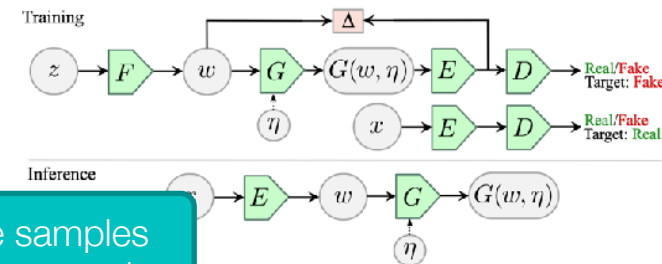 Training
Δ
z F w G G(w, η) E D Real/Fake
Target: Fake
η x E D Real/Fake
Target: Real
Inference
E w G G(w, η)
η
samples